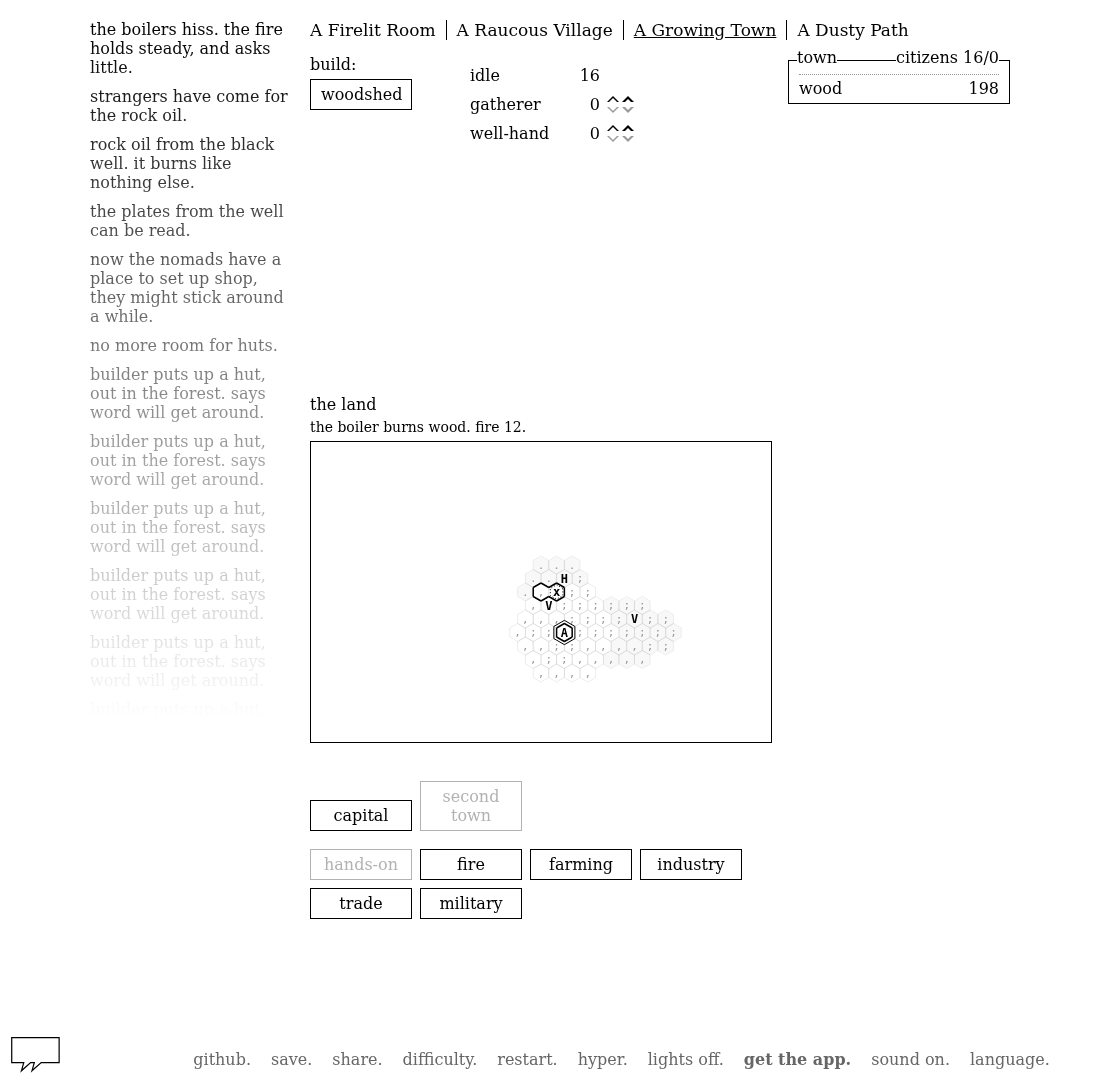 A Firelit Room
A Raucous Village
A Growing Town
A Dusty Path
the boilers hiss. the fire
holds steady, and asks
little.
strangers have come for
the rock oil.
rock oil from the black
well. it burns like
nothing else.
the plates from the well
can be read.
now the nomads have a
place to set up shop,
they might stick around
a while.
no more room for huts.
builder puts up a hut,
out in the forest. says
word will get around.
builder puts up a hut,
out in the forest. says
word will get around.
builder puts up a hut,
out in the forest. says
word will get around.
builder puts up a hut,
out in the forest. says
word will get around.
builder puts up a hut,
out in the forest. says
word will get around.
build:
woodshed
idle 16
gatherer 0
well-hand 0
town citizens 16/0
wood 198
the land
the boiler burns wood. fire 12.
H
x
V
V
A
capital
second
town
hands-on
fire
farming
industry
trade
military
github. save. share. difficulty. restart. hyper. lights off. get the app. sound on. language.